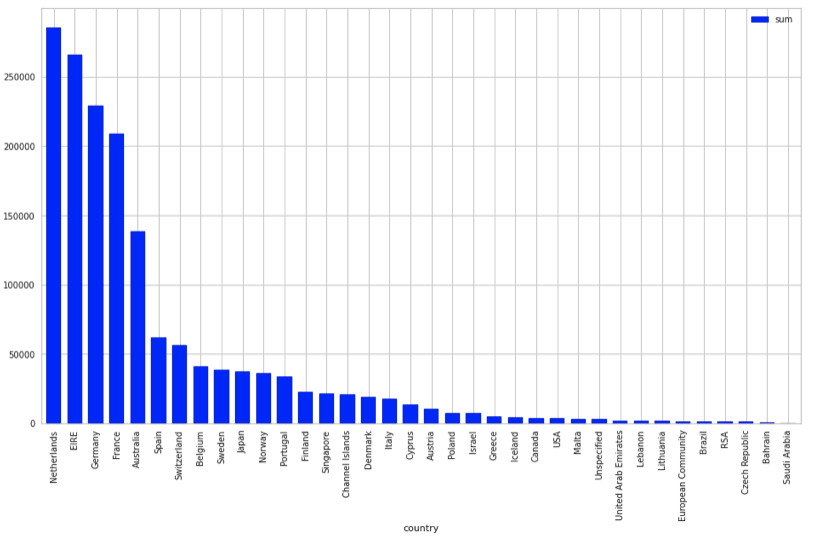 sum
250000
200000
150000
100000
50000
0
Netherlands
EIRE
Germany
France
Australia
Spain
Switzerland
Belgium
Sweden
Japan
Norway
Portugal
Finland
Singapore
Channel Islands
Denmark
Italy
Cyprus
Austria
Poland
Israel
Greece
Iceland
Canada
USA
Malta
Unspecified
United Arab Emirates
Lebanon
Lithuania
European Community
Brazil
RSA
Czech Republic
Bahrain
Saudi Arabia
country